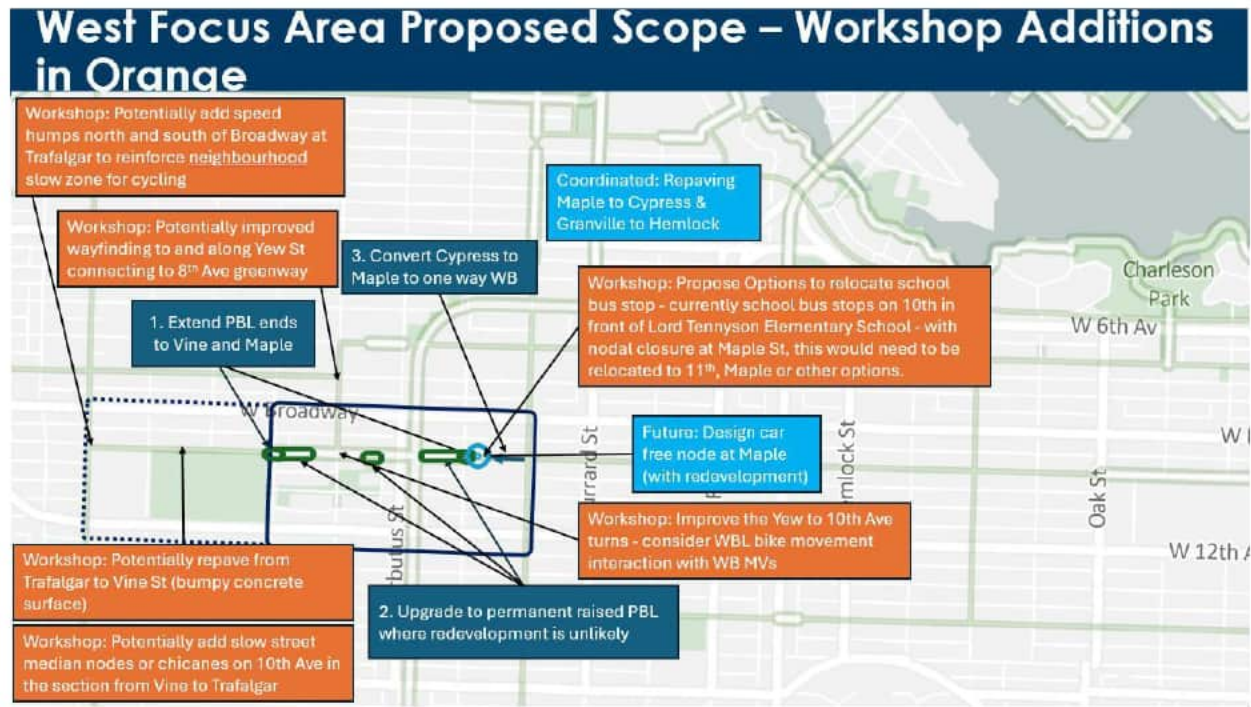 West Focus Area Proposed Scope – Workshop Additions
in Orange
Workshop: Potentially add speed
humps north and south of Broadway at
Trafalgar to reinforce neighbourhood
slow zone for cycling
Workshop: Potentially improved
wayfinding to and along Yew St
connecting to 8th Ave greenway
1. Extend PBL ends
to Vine and Maple
3. Convert Cypress to
Maple to one way WB
Coordinated: Repaving
Maple to Cypress &
Granville to Hemlock
Workshop: Propose Options to relocate school
bus stop - currently school bus stops on 10th in
front of Lord Tennyson Elementary School - with
nodal closure at Maple St, this would need to be
relocated to 11th, Maple or other options.
Charleson
Park
W 6th Av
W Broadway
Future: Design car
free node at Maple
(with redevelopment)
urrard St
mlock St
Oak St
W
rbutus St
Workshop: Improve the Yew to 10th Ave
turns - consider WBL bike movement
interaction with WB MVs
W 12th A
Workshop: Potentially repave from
Trafalgar to Vine St (bumpy concrete
surface)
2. Upgrade to permanent raised PBL
where redevelopment is unlikely
Workshop: Potentially add slow street
median nodes or chicanes on 10th Ave in
the section from Vine to Trafalgar